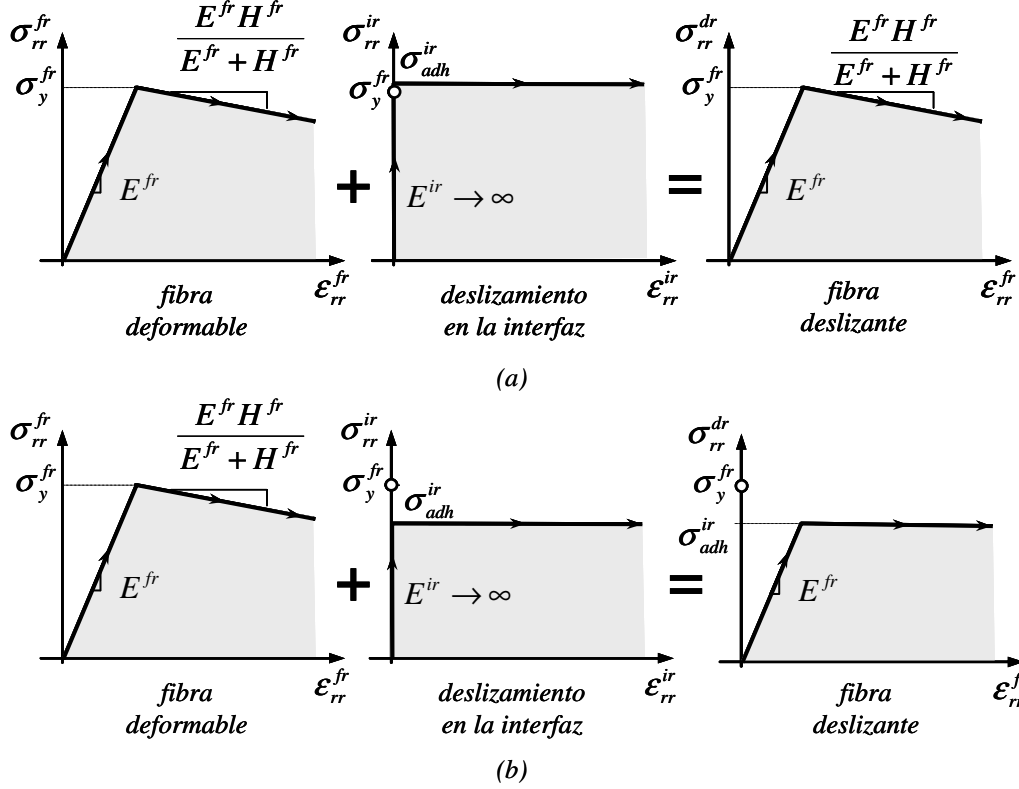 σ_rr^fr
E^fr H^fr
E^fr + H^fr
σ_y^fr
E^fr
ε_rr^fr
fibra
deformable
+
σ_rr^ir
σ_adh^ir
σ_y^fr
E^ir → ∞
ε_rr^ir
deslizamiento
en la interfaz
=
σ_rr^dr
E^fr H^fr
E^fr + H^fr
σ_y^fr
E^fr
ε_rr^fr
fibra
deslizante
(a)
σ_rr^fr
E^fr H^fr
E^fr + H^fr
σ_y^fr
E^fr
ε_rr^fr
fibra
deformable
+
σ_rr^ir
σ_y^fr
σ_adh^ir
E^ir → ∞
ε_rr^ir
deslizamiento
en la interfaz
=
σ_rr^dr
σ_y^fr
σ_adh^ir
E^fr
ε_rr^f
fibra
deslizante
(b)